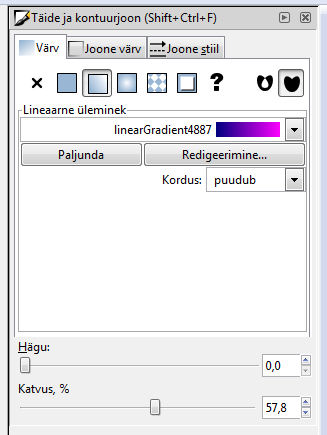 Täide ja kontuurjoon (Shift+Ctrl+F)
Värv Joone värv Joone stiil
?
Lineaarne üleminek
linearGradient4887
Paljunda Redigeerimine...
Kordus: puudub
Hägu:
0,0
Katvus, %
57,8